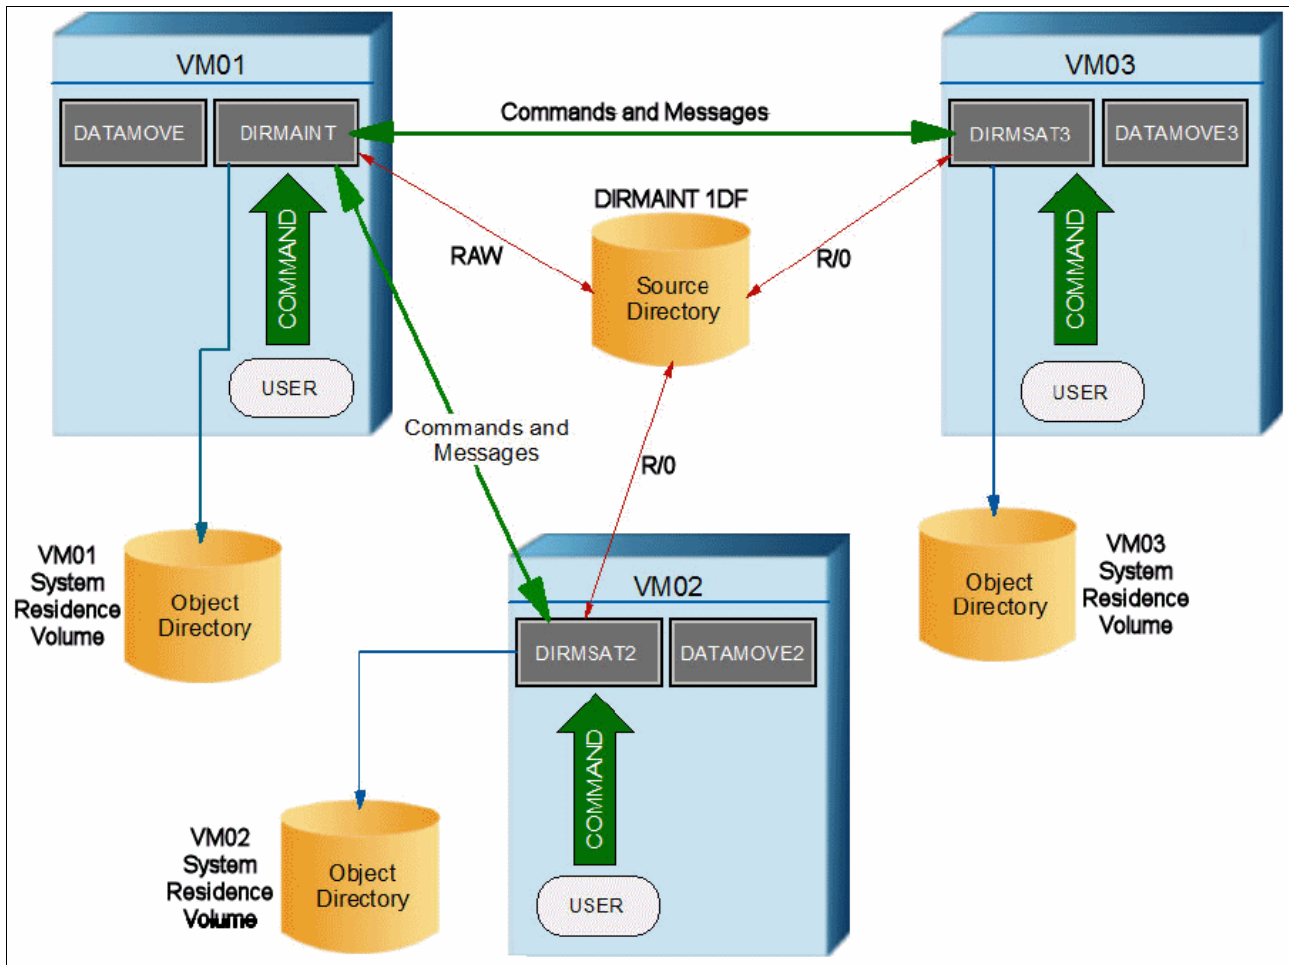 VM01
DATAMOVE
DIRMAINT
COMMAND
USER
VM01
System
Residence
Volume
Object
Directory
Commands and Messages
DIRMAINT 1DF
RAW
R/0
Source
Directory
Commands and
Messages
R/0
VM03
DIRMSAT3
DATAMOVE3
COMMAND
USER
Object
Directory
VM03
System
Residence
Volume
VM02
DIRMSAT2
DATAMOVE2
COMMAND
USER
VM02
System
Residence
Volume
Object
Directory